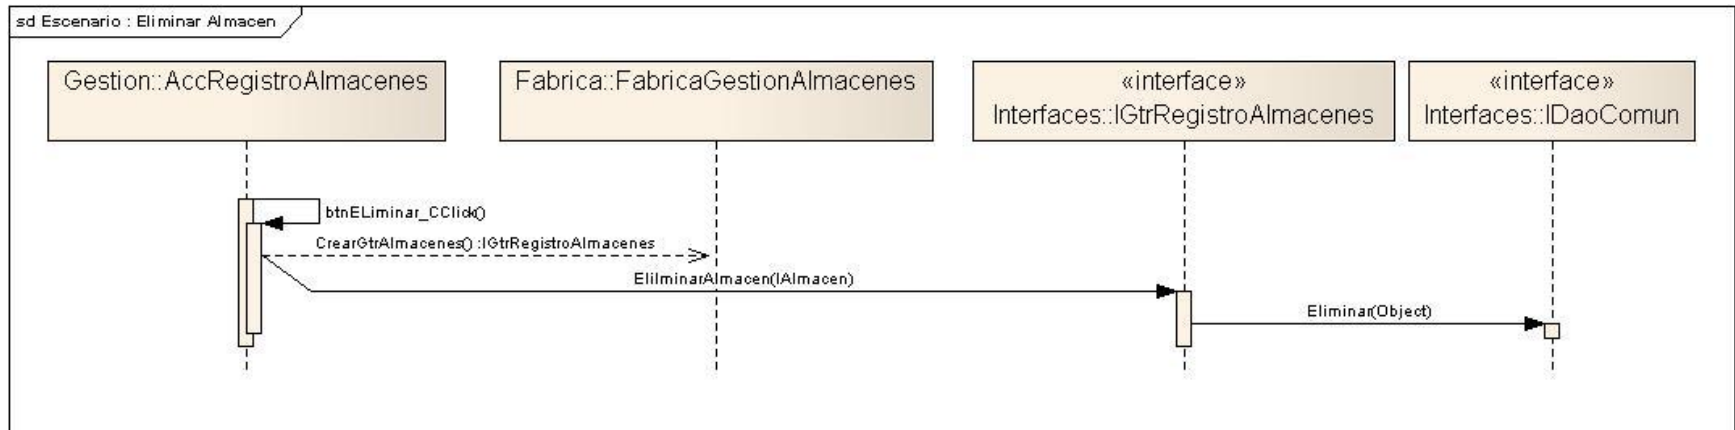 sd Escenario : Eliminar Almacen
Gestion::AccRegistroAlmacenes
Fabrica::FabricaGestionAlmacenes
«interface»
Interfaces::IGtrRegistroAlmacenes
«interface»
Interfaces::IDaoComun
btnELiminar_CClick()
CrearGtrAlmacenes() :IGtrRegistroAlmacenes
ElilminarAlmacen(IAlmacen)
Eliminar(Object)